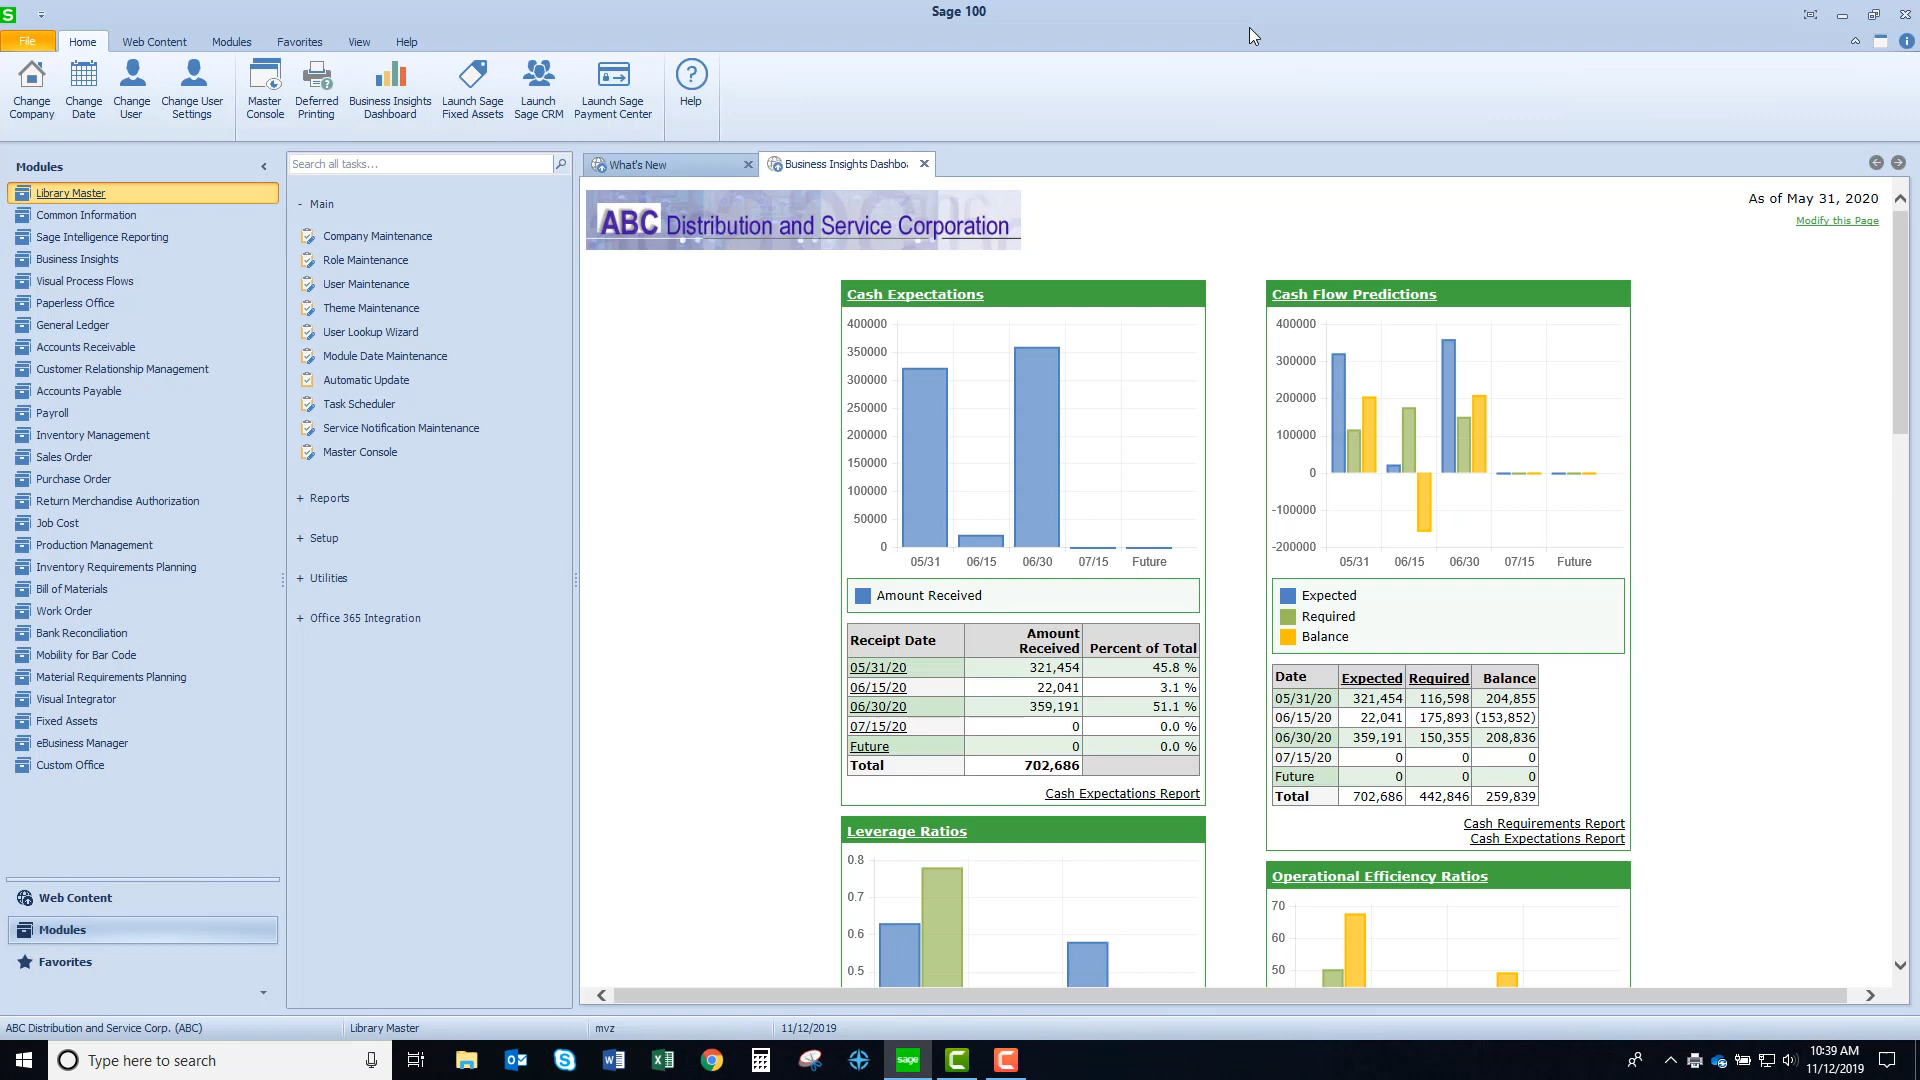 Sage 100
File
Home
Web Content
Modules
Favorites
View
Help
Change
Company
Change
Date
Change
User
Change User
Settings
Master
Console
Deferred
Printing
Business Insights
Dashboard
Launch Sage
Fixed Assets
Launch
Sage CRM
Launch Sage
Payment Center
Help
Modules
Library Master
Common Information
Sage Intelligence Reporting
Business Insights
Visual Process Flows
Paperless Office
General Ledger
Accounts Receivable
Customer Relationship Management
Accounts Payable
Payroll
Inventory Management
Sales Order
Purchase Order
Return Merchandise Authorization
Job Cost
Production Management
Inventory Requirements Planning
Bill of Materials
Work Order
Bank Reconciliation
Mobility for Bar Code
Material Requirements Planning
Visual Integrator
Fixed Assets
eBusiness Manager
Custom Office
Web Content
Modules
Favorites
Search all tasks...
- Main
Company Maintenance
Role Maintenance
User Maintenance
Theme Maintenance
User Lookup Wizard
Module Date Maintenance
Automatic Update
Task Scheduler
Service Notification Maintenance
Master Console
+ Reports
+ Setup
+ Utilities
+ Office 365 Integration
What's New
Business Insights Dashboa
ABC Distribution and Service Corporation
As of May 31, 2020
Modify this Page
Cash Expectations
400000
350000
300000
250000
200000
150000
100000
50000
0
05/31 06/15 06/30 07/15 Future
Amount Received
Receipt Date Amount Received Percent of Total
05/31/20 321,454 45.8 %
06/15/20 22,041 3.1 %
06/30/20 359,191 51.1 %
07/15/20 0 0.0 %
Future 0 0.0 %
Total 702,686
Cash Expectations Report
Leverage Ratios
0.8
0.7
0.6
0.5
Cash Flow Predictions
400000
300000
200000
100000
0
-100000
-200000
05/31 06/15 06/30 07/15 Future
Expected
Required
Balance
Date Expected Required Balance
05/31/20 321,454 116,598 204,855
06/15/20 22,041 175,893 (153,852)
06/30/20 359,191 150,355 208,836
07/15/20 0 0 0
Future 0 0 0
Total 702,686 442,846 259,839
Cash Requirements Report
Cash Expectations Report
Operational Efficiency Ratios
70
60
50
ABC Distribution and Service Corp. (ABC)
Library Master
mvz
11/12/2019
Type here to search
sage
10:39 AM
11/12/2019